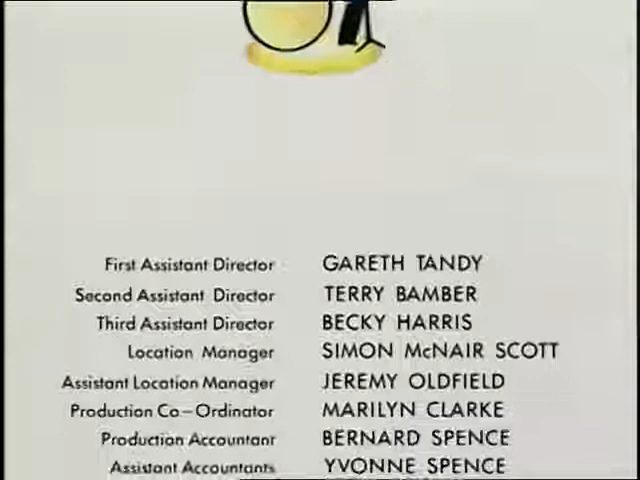 First Assistant Director GARETH TANDY
Second Assistant Director TERRY BAMBER
Third Assistant Director BECKY HARRIS
Location Manager SIMON McNAIR SCOTT
Assistant Location Manager JEREMY OLDFIELD
Production Co-Ordinator MARILYN CLARKE
Production Accountant BERNARD SPENCE
Assistant Accountants YVONNE SPENCE